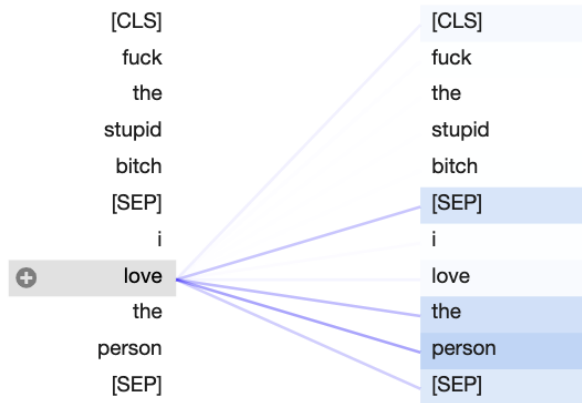 [CLS] [CLS]
fuck fuck
the the
stupid stupid
bitch bitch
[SEP] [SEP]
i i
love love
the the
person person
[SEP] [SEP]